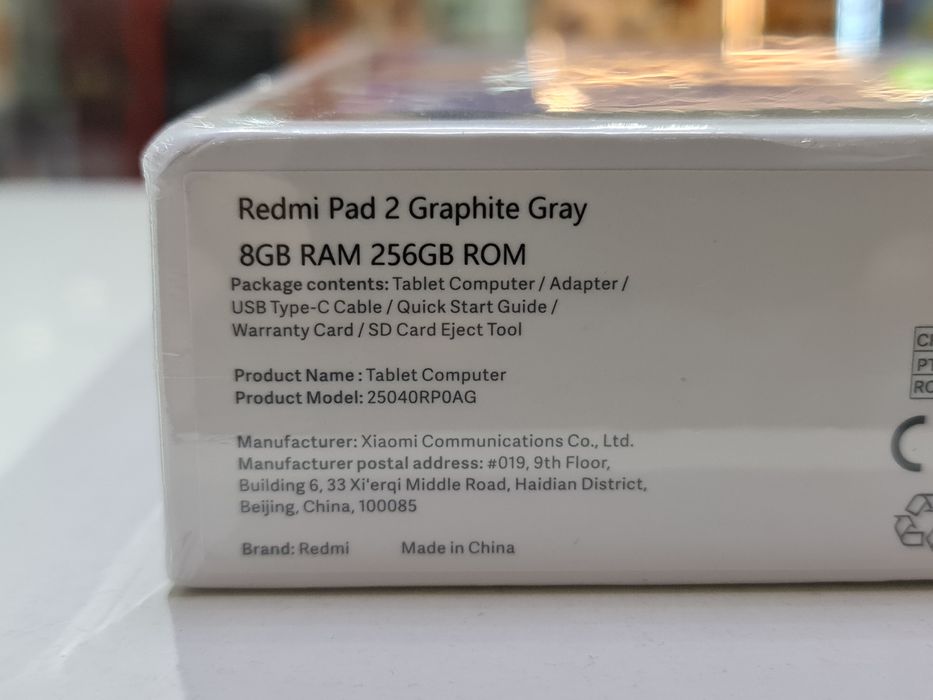 Redmi Pad 2 Graphite Gray
8GB RAM 256GB ROM
Package contents: Tablet Computer / Adapter /
USB Type-C Cable / Quick Start Guide /
Warranty Card / SD Card Eject Tool
Product Name : Tablet Computer
Product Model: 25040RP0AG
Manufacturer: Xiaomi Communications Co., Ltd.
Manufacturer postal address: #019, 9th Floor,
Building 6, 33 Xi'erqi Middle Road, Haidian District,
Beijing, China, 100085
Brand: Redmi Made in China